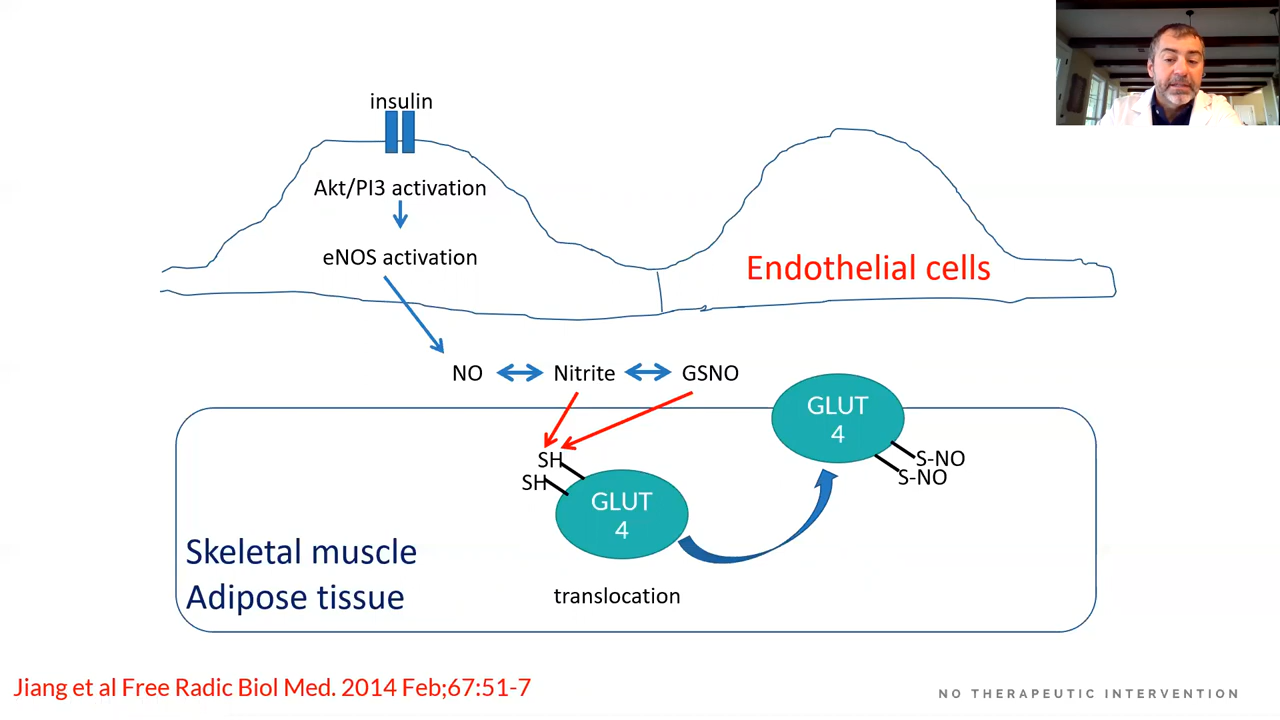 insulin
Akt/PI3 activation
eNOS activation
Endothelial cells
NO
Nitrite
GSNO
GLUT
4
S-NO
S-NO
SH
SH
GLUT
4
Skeletal muscle
Adipose tissue
translocation
Jiang et al Free Radic Biol Med. 2014 Feb;67:51-7
NO THERAPEUTIC INTERVENTION